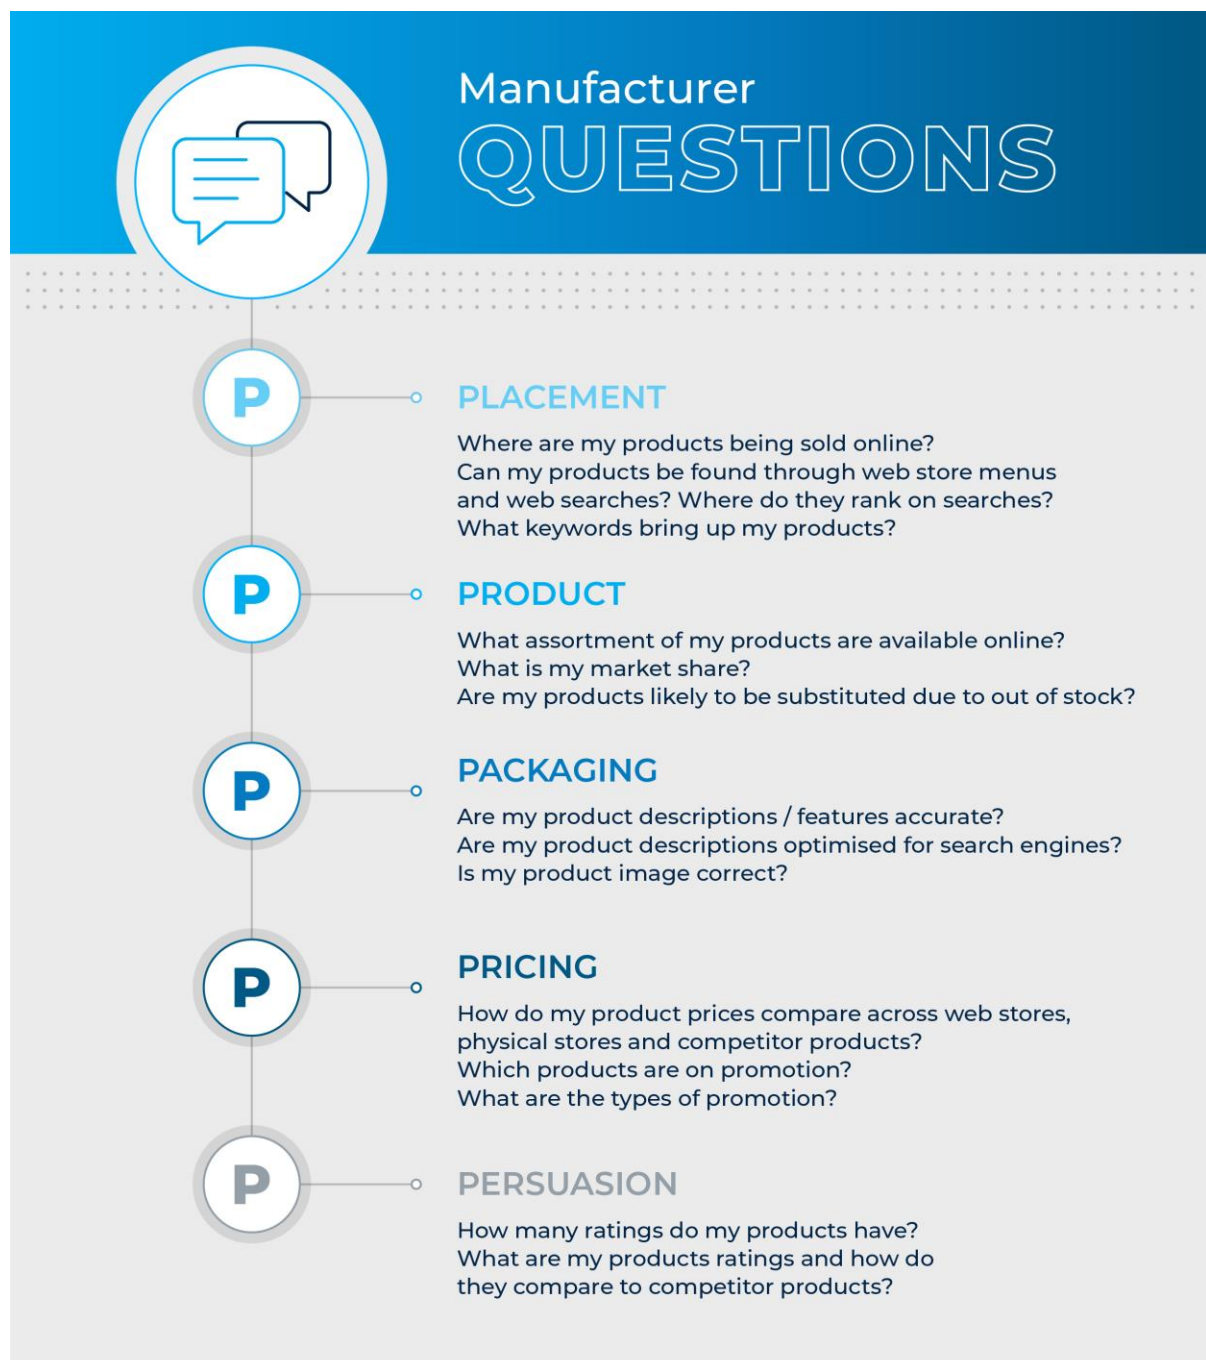 Manufacturer
QUESTIONS
P
PLACEMENT
Where are my products being sold online?
Can my products be found through web store menus
and web searches? Where do they rank on searches?
What keywords bring up my products?
P
PRODUCT
What assortment of my products are available online?
What is my market share?
Are my products likely to be substituted due to out of stock?
P
PACKAGING
Are my product descriptions / features accurate?
Are my product descriptions optimised for search engines?
Is my product image correct?
P
PRICING
How do my product prices compare across web stores,
physical stores and competitor products?
Which products are on promotion?
What are the types of promotion?
P
PERSUASION
How many ratings do my products have?
What are my products ratings and how do
they compare to competitor products?